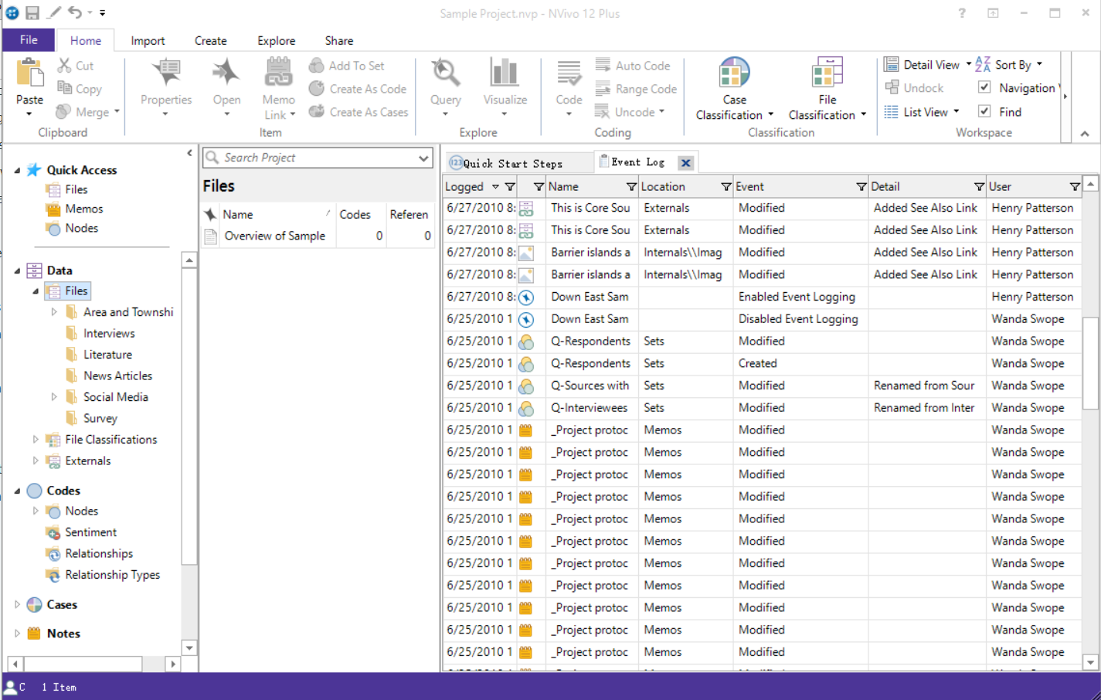 Sample Project.nvp - NVivo 12 Plus
File Home Import Create Explore Share
Paste
Cut
Copy
Merge
Clipboard
Properties
Open
Memo Link
Add To Set
Create As Code
Create As Cases
Item
Query
Visualize
Explore
Code
Auto Code
Range Code
Uncode
Coding
Case Classification
File Classification
Classification
Detail View
Sort By
Undock
Navigation
List View
Find
Workspace
Quick Access
Files
Memos
Nodes
Data
Files
Area and Townshi
Interviews
Literature
News Articles
Social Media
Survey
File Classifications
Externals
Codes
Nodes
Sentiment
Relationships
Relationship Types
Cases
Notes
Search Project
Files
Name Codes Referen
Overview of Sample 0 0
123 Quick Start Steps
Event Log
Logged Name Location Event Detail User
6/27/2010 8: This is Core Sou Externals Modified Added See Also Link Henry Patterson
6/27/2010 8: This is Core Sou Externals Modified Added See Also Link Henry Patterson
6/27/2010 8: Barrier islands a Internals\\Imag Modified Added See Also Link Henry Patterson
6/27/2010 8: Barrier islands a Internals\\Imag Modified Added See Also Link Henry Patterson
6/27/2010 8: Down East Sam Enabled Event Logging Henry Patterson
6/25/2010 1 Down East Sam Disabled Event Logging Wanda Swope
6/25/2010 1 Q-Respondents Sets Modified Wanda Swope
6/25/2010 1 Q-Respondents Sets Created Wanda Swope
6/25/2010 1 Q-Sources with Sets Modified Renamed from Sour Wanda Swope
6/25/2010 1 Q-Interviewees Sets Modified Renamed from Inter Wanda Swope
6/25/2010 1 _Project protoc Memos Modified Wanda Swope
6/25/2010 1 _Project protoc Memos Modified Wanda Swope
6/25/2010 1 _Project protoc Memos Modified Wanda Swope
6/25/2010 1 _Project protoc Memos Modified Wanda Swope
6/25/2010 1 _Project protoc Memos Modified Wanda Swope
6/25/2010 1 _Project protoc Memos Modified Wanda Swope
6/25/2010 1 _Project protoc Memos Modified Wanda Swope
6/25/2010 1 _Project protoc Memos Modified Wanda Swope
6/25/2010 1 _Project protoc Memos Modified Wanda Swope
6/25/2010 1 _Project protoc Memos Modified Wanda Swope
6/25/2010 1 _Project protoc Memos Modified Wanda Swope
C 1 Item